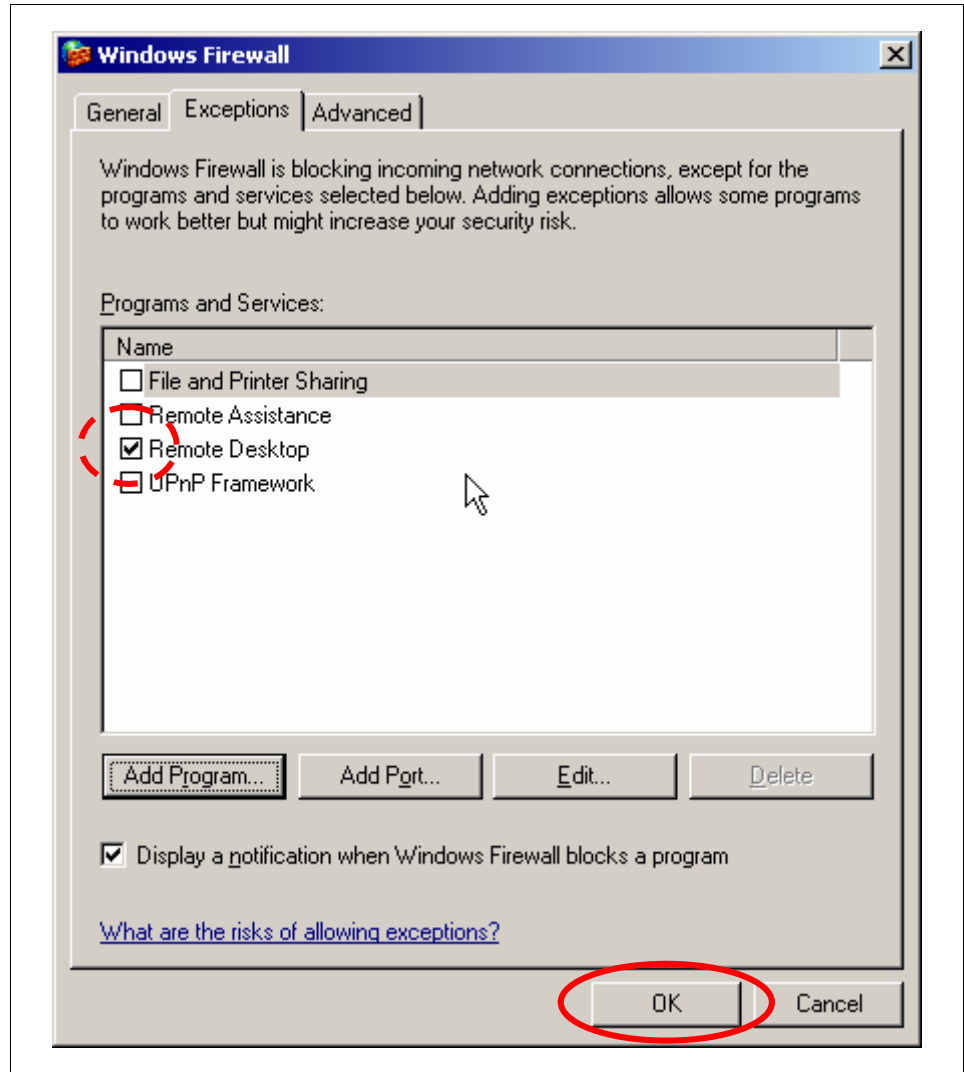 Windows Firewall
General Exceptions Advanced
Windows Firewall is blocking incoming network connections, except for the
programs and services selected below. Adding exceptions allows some programs
to work better but might increase your security risk.
Programs and Services:
Name
File and Printer Sharing
Remote Assistance
Remote Desktop
UPnP Framework
Add Program... Add Port... Edit... Delete
Display a notification when Windows Firewall blocks a program
What are the risks of allowing exceptions?
OK Cancel